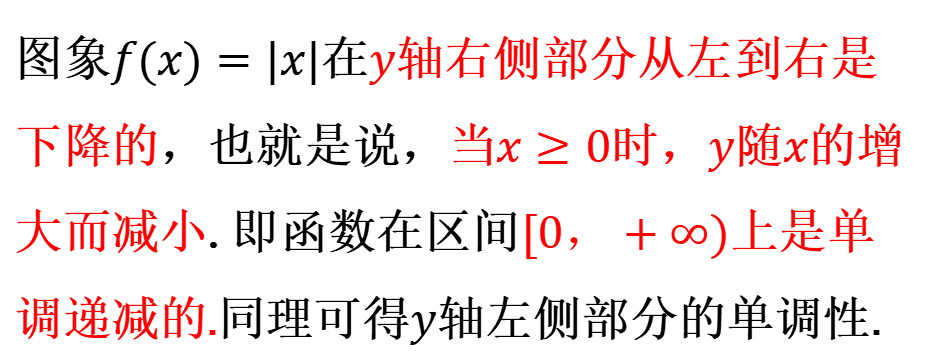 图象f(x) = |x|在y轴右侧部分从左到右是
下降的，也就是说，当x ≥ 0时，y随x的增
大而减小. 即函数在区间[0， + ∞)上是单
调递减的.同理可得y轴左侧部分的单调性.